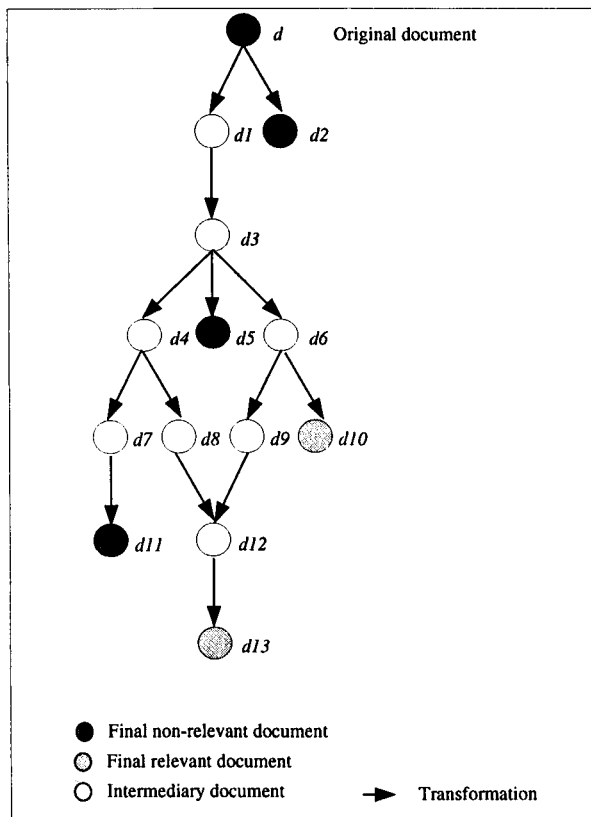 d Original document
d1 d2
d3
d4 d5 d6
d7 d8 d9 d10
d11 d12
d13
Final non-relevant document
Final relevant document
Intermediary document Transformation